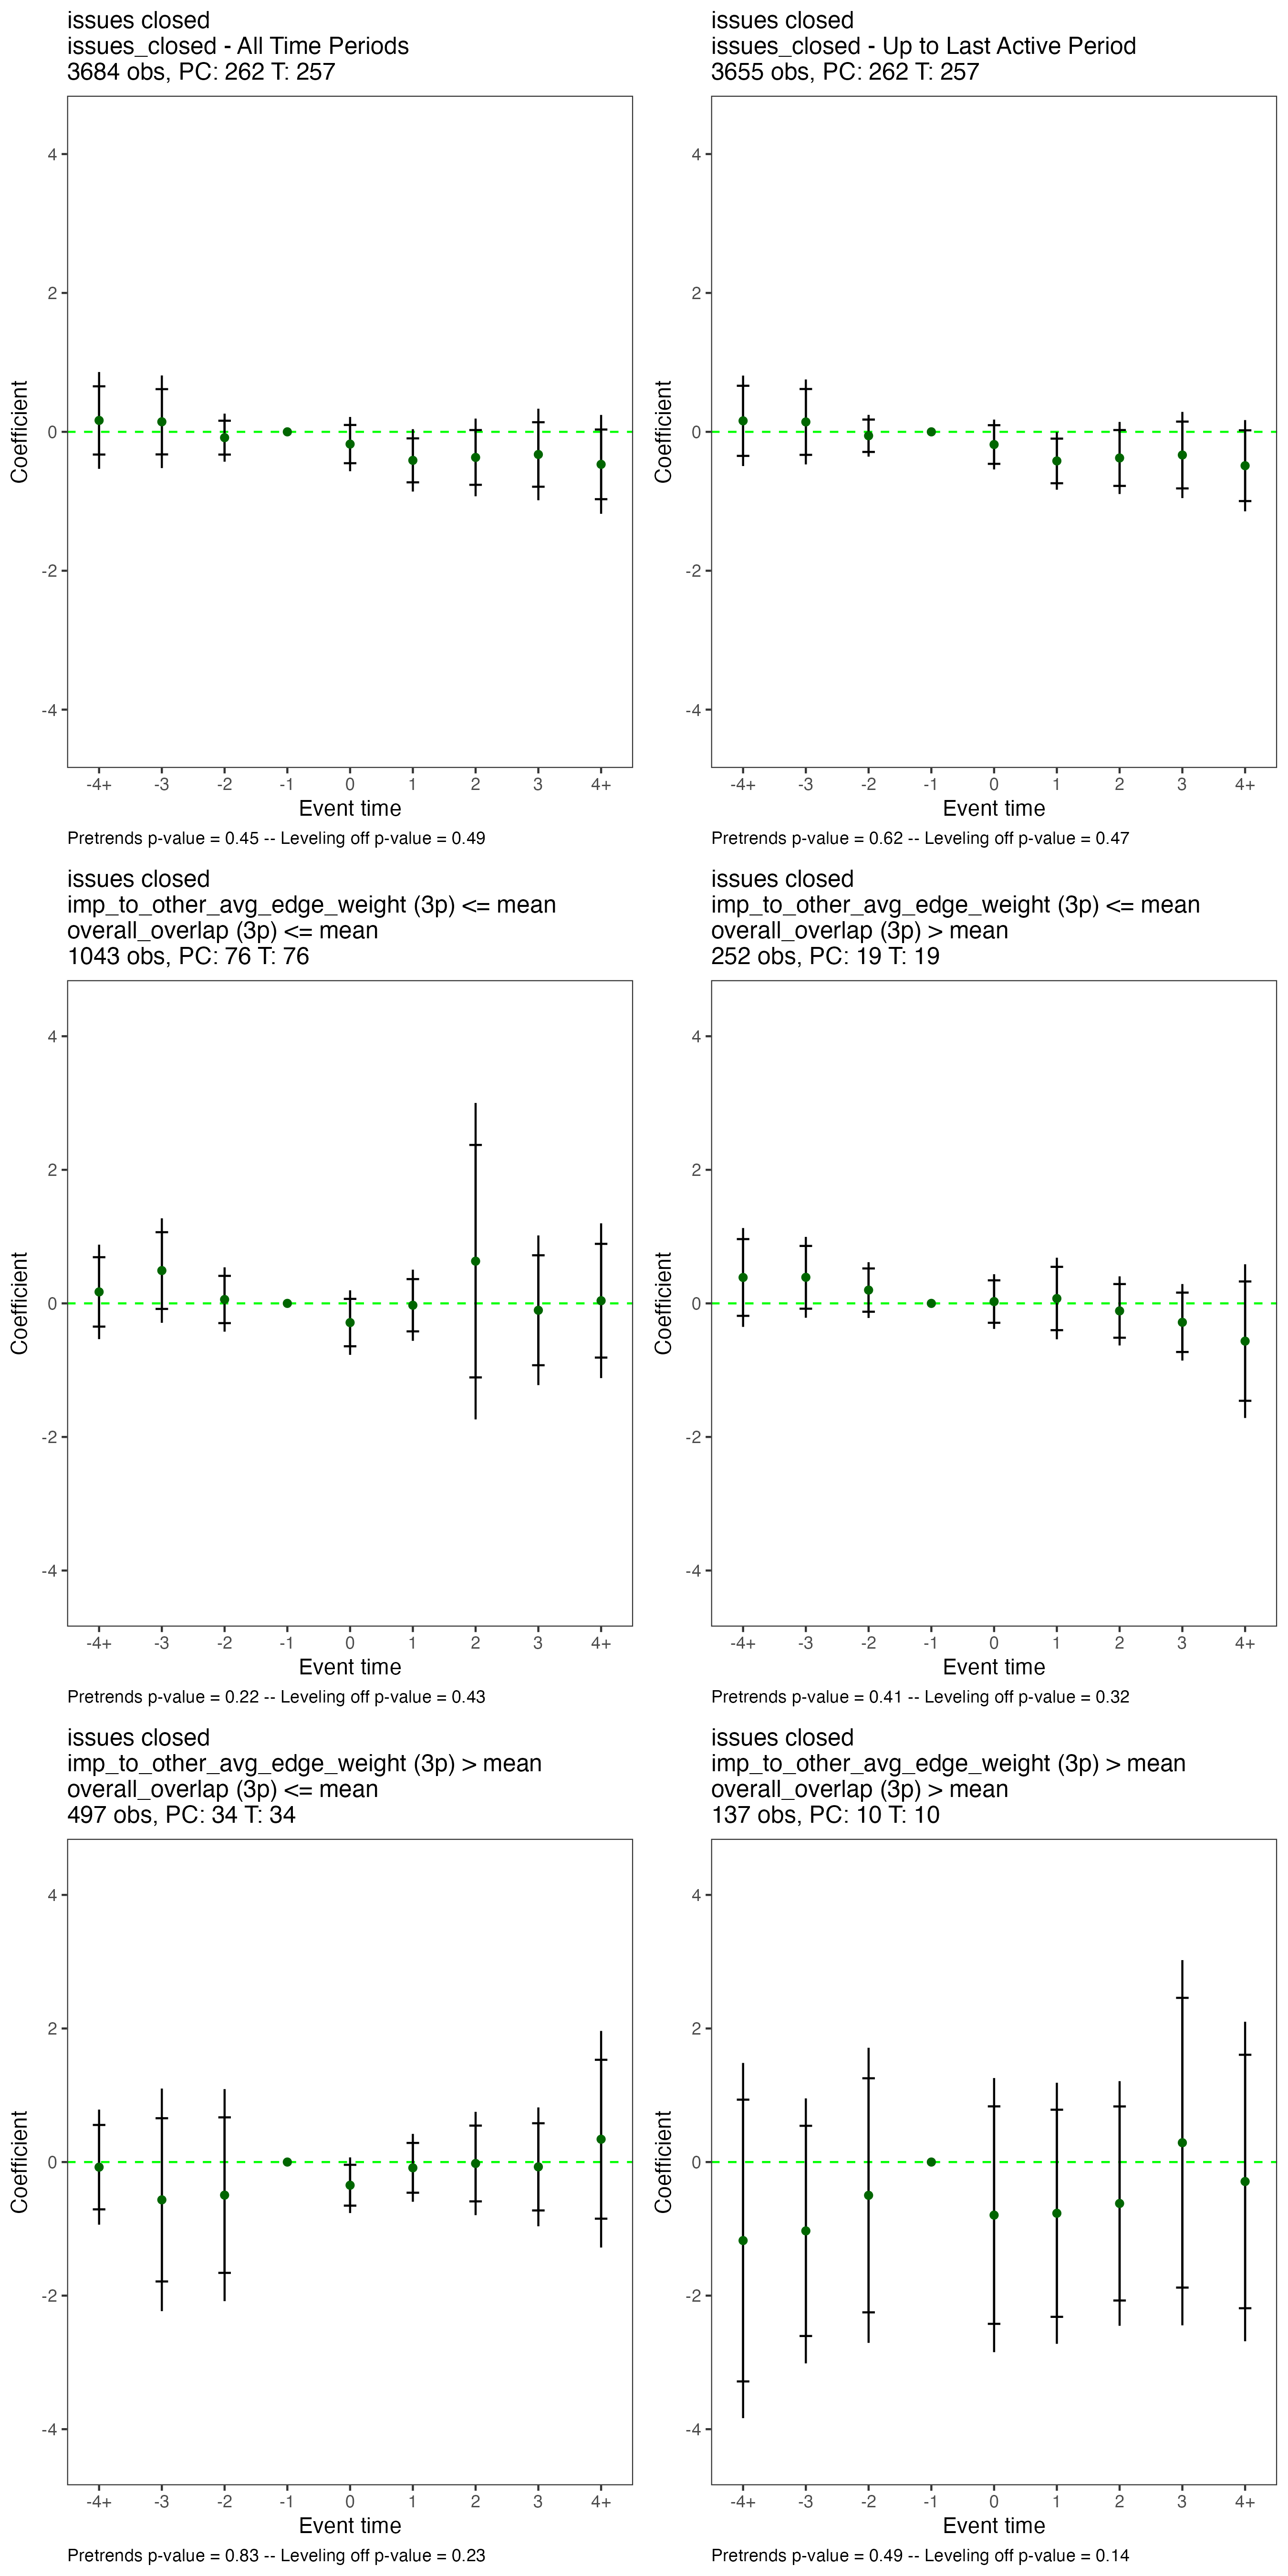 issues closed
issues_closed - All Time Periods
3684 obs, PC: 262 T: 257
4
2
0
-2
-4
Coefficient
-4+ -3 -2 -1 0 1 2 3 4+
Event time
Pretrends p-value = 0.45 -- Leveling off p-value = 0.49
issues closed
issues_closed - Up to Last Active Period
3655 obs, PC: 262 T: 257
4
2
0
-2
-4
Coefficient
-4+ -3 -2 -1 0 1 2 3 4+
Event time
Pretrends p-value = 0.62 -- Leveling off p-value = 0.47
issues closed
imp_to_other_avg_edge_weight (3p) <= mean
overall_overlap (3p) <= mean
1043 obs, PC: 76 T: 76
4
2
0
-2
-4
Coefficient
-4+ -3 -2 -1 0 1 2 3 4+
Event time
Pretrends p-value = 0.22 -- Leveling off p-value = 0.43
issues closed
imp_to_other_avg_edge_weight (3p) <= mean
overall_overlap (3p) > mean
252 obs, PC: 19 T: 19
4
2
0
-2
-4
Coefficient
-4+ -3 -2 -1 0 1 2 3 4+
Event time
Pretrends p-value = 0.41 -- Leveling off p-value = 0.32
issues closed
imp_to_other_avg_edge_weight (3p) > mean
overall_overlap (3p) <= mean
497 obs, PC: 34 T: 34
4
2
0
-2
-4
Coefficient
-4+ -3 -2 -1 0 1 2 3 4+
Event time
Pretrends p-value = 0.83 -- Leveling off p-value = 0.23
issues closed
imp_to_other_avg_edge_weight (3p) > mean
overall_overlap (3p) > mean
137 obs, PC: 10 T: 10
4
2
0
-2
-4
Coefficient
-4+ -3 -2 -1 0 1 2 3 4+
Event time
Pretrends p-value = 0.49 -- Leveling off p-value = 0.14